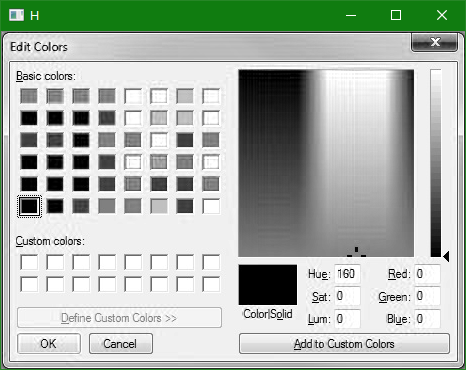 H
Edit Colors
Basic colors:
Custom colors:
Define Custom Colors >>
OK Cancel
Color|Solid
Hue: 160 Red: 0
Sat: 0 Green: 0
Lum: 0 Blue: 0
Add to Custom Colors